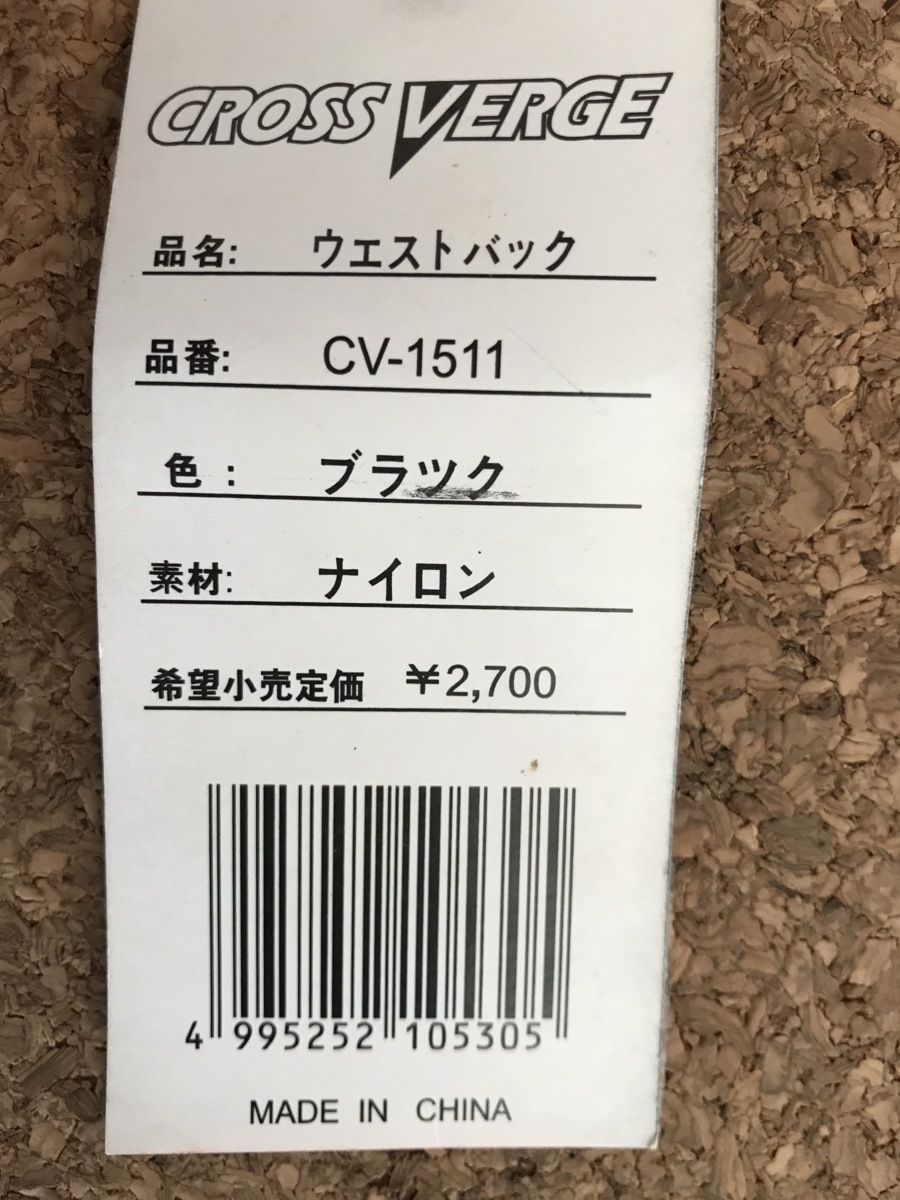 CROSS VERGE
品名: ウエストバック
品番: CV-1511
色 : ブラツク
素材: ナイロン
希望小売定価 ¥2,700
4 995252 105305
MADE IN CHINA